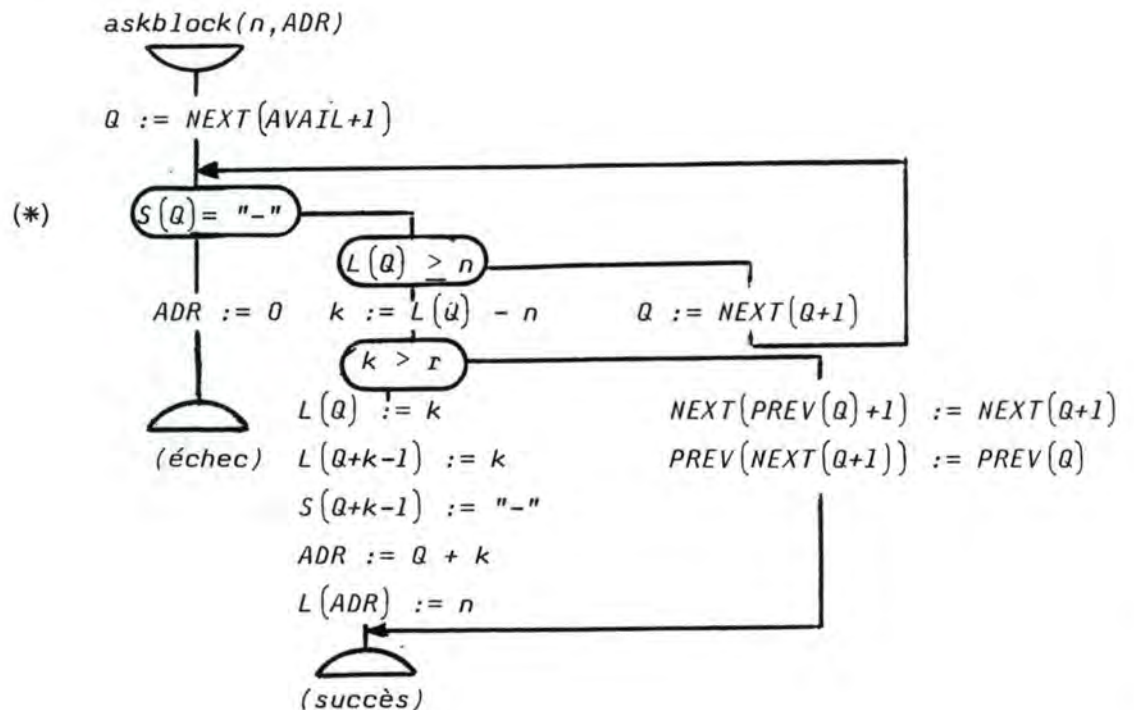 askblock(n,ADR)
Q := NEXT(AVAIL+1)
(*) S(Q)= "-"
L(Q) ≥ n
ADR := 0 k := L(Q) - n Q := NEXT(Q+1)
k > r
L(Q) := k NEXT(PREV(Q)+1) := NEXT(Q+1)
(échec) L(Q+k-1) := k PREV(NEXT(Q+1)) := PREV(Q)
S(Q+k-1) := "-"
ADR := Q + k
L(ADR) := n
(succès)